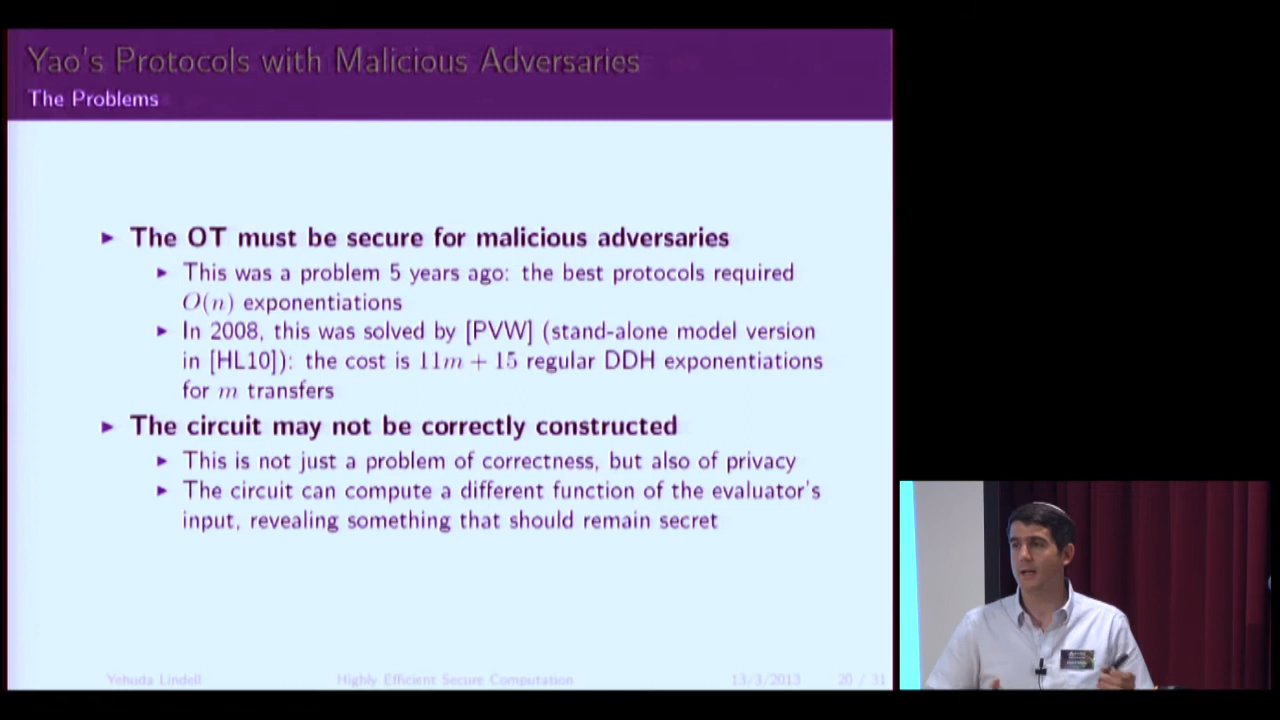 Yao's Protocols with Malicious Adversaries
The Problems
▶ The OT must be secure for malicious adversaries
▶ This was a problem 5 years ago: the best protocols required
O(n) exponentiations
▶ In 2008, this was solved by [PVW] (stand-alone model version
in [HL10]): the cost is 11m + 15 regular DDH exponentiations
for m transfers
▶ The circuit may not be correctly constructed
▶ This is not just a problem of correctness, but also of privacy
▶ The circuit can compute a different function of the evaluator's
input, revealing something that should remain secret
Yehuda Lindell Highly Efficient Secure Computation 13/3/2013 20 / 31